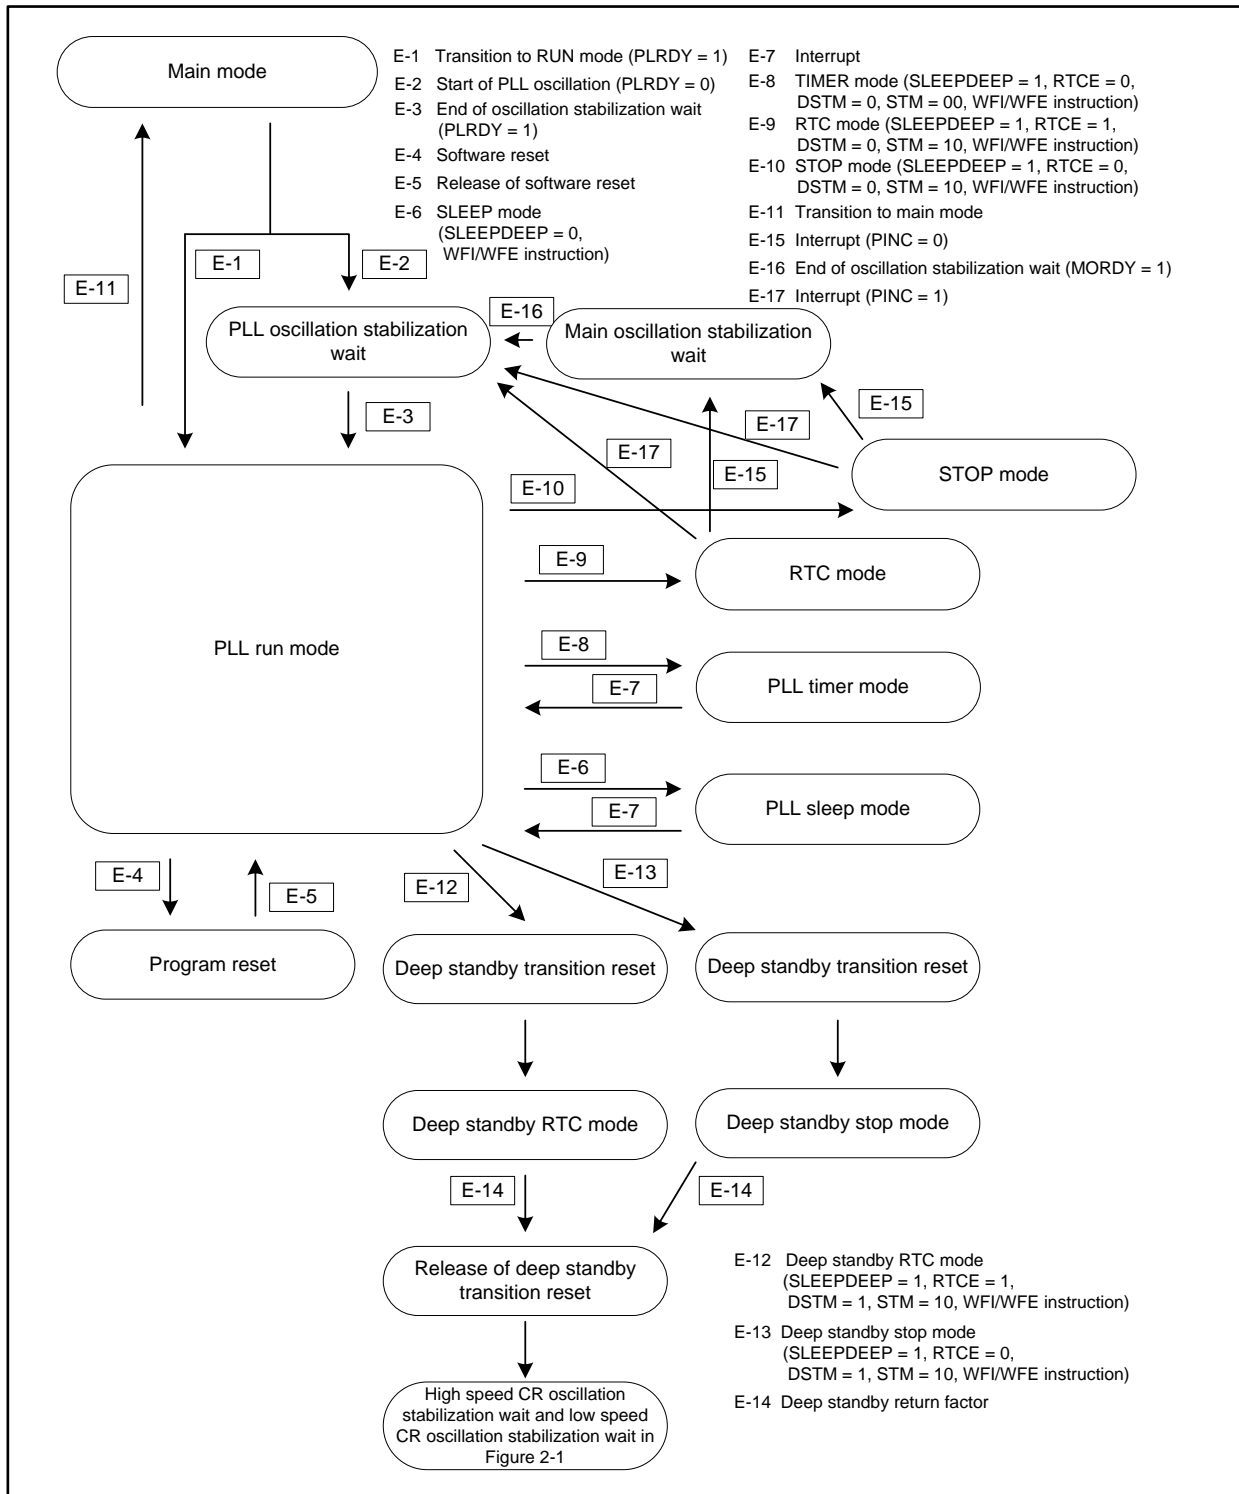 Main mode
E-1 Transition to RUN mode (PLRDY = 1)
E-2 Start of PLL oscillation (PLRDY = 0)
E-3 End of oscillation stabilization wait
(PLRDY = 1)
E-4 Software reset
E-5 Release of software reset
E-6 SLEEP mode
(SLEEPDEEP = 0,
WFI/WFE instruction)
E-7 Interrupt
E-8 TIMER mode (SLEEPDEEP = 1, RTCE = 0,
DSTM = 0, STM = 00, WFI/WFE instruction)
E-9 RTC mode (SLEEPDEEP = 1, RTCE = 1,
DSTM = 0, STM = 10, WFI/WFE instruction)
E-10 STOP mode (SLEEPDEEP = 1, RTCE = 0,
DSTM = 0, STM = 10, WFI/WFE instruction)
E-11 Transition to main mode
E-15 Interrupt (PINC = 0)
E-16 End of oscillation stabilization wait (MORDY = 1)
E-17 Interrupt (PINC = 1)
E-11
E-1
E-2
PLL oscillation stabilization
wait
E-16
Main oscillation stabilization
wait
E-3
E-17
E-15
E-17
E-15
STOP mode
E-10
E-9
RTC mode
PLL run mode
E-8
E-7
PLL timer mode
E-6
E-7
PLL sleep mode
E-4
E-5
E-12
E-13
Program reset
Deep standby transition reset
Deep standby transition reset
Deep standby RTC mode
Deep standby stop mode
E-14
E-14
Release of deep standby
transition reset
E-12 Deep standby RTC mode
(SLEEPDEEP = 1, RTCE = 1,
DSTM = 1, STM = 10, WFI/WFE instruction)
E-13 Deep standby stop mode
(SLEEPDEEP = 1, RTCE = 0,
DSTM = 1, STM = 10, WFI/WFE instruction)
E-14 Deep standby return factor
High speed CR oscillation
stabilization wait and low speed
CR oscillation stabilization wait in
Figure 2-1